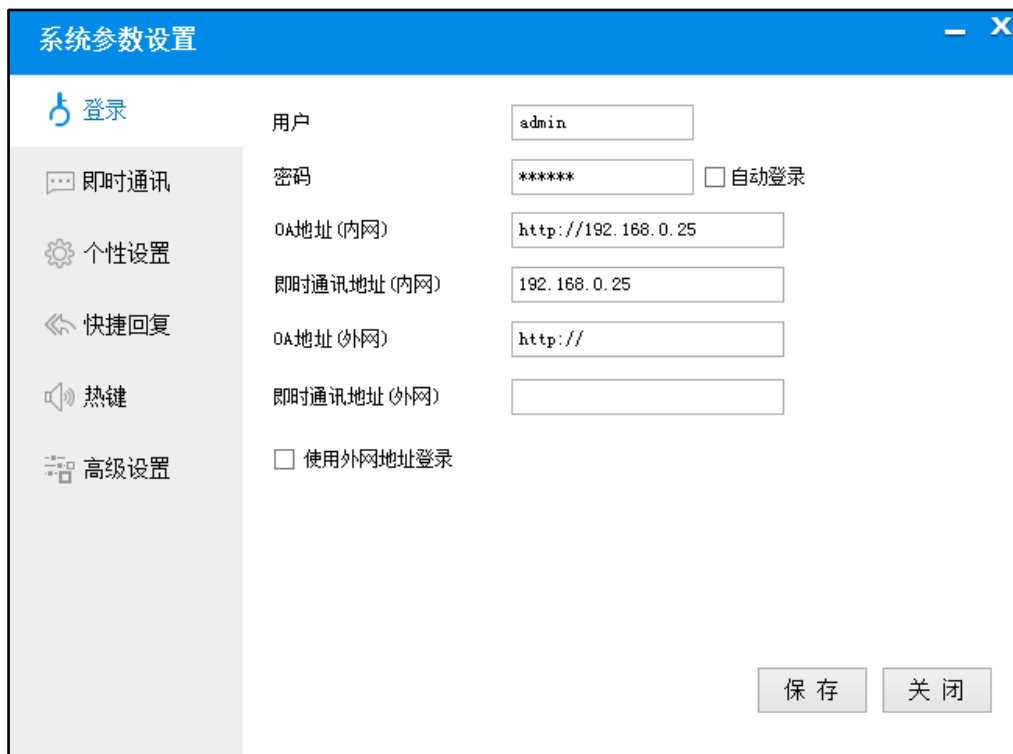 系统参数设置
登录
即时通讯
个性设置
快捷回复
热键
高级设置
用户 admin
密码 ****** 自动登录
OA地址(内网) http://192.168.0.25
即时通讯地址(内网) 192.168.0.25
OA地址(外网) http://
即时通讯地址(外网)
使用外网地址登录
保存 关闭